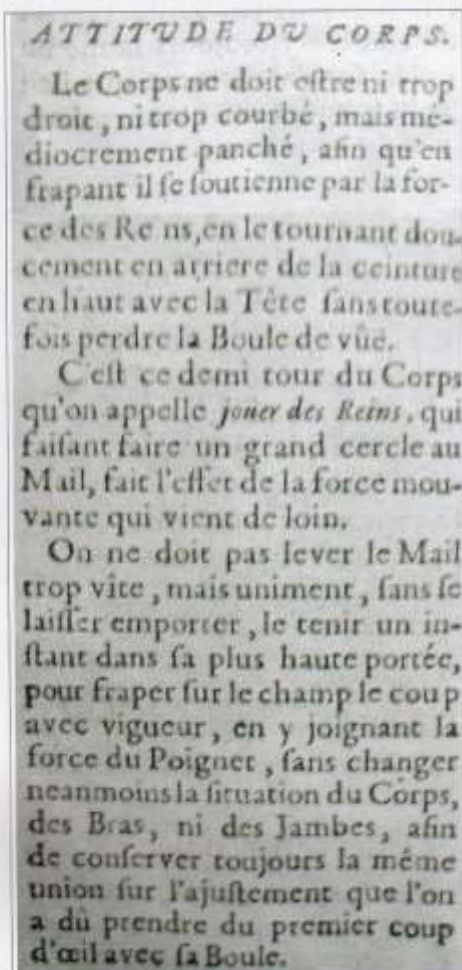 ATTITUDE DU CORPS.
Le Corps ne doit eſtre ni trop
droit, ni trop courbé, mais mé-
diocrement panché, afin qu'en
frapant il ſe ſoutienne par la for-
ce des Re ns, en le tournant dou-
cement en arriere de la ceinture
en haut avec la Tête ſans toute-
fois perdre la Boule de vûë.
C'eſt ce demi tour du Corps
qu'on appelle jouer des Reins, qui
faiſant faire un grand cercle au
Mail, fait l'effet de la force mou-
vante qui vient de loin.
On ne doit pas lever le Mail
trop vîte, mais uniment, ſans ſe
laiſſer emporter, le tenir un in-
ſtant dans ſa plus haute portée,
pour fraper ſur le champ le coup
avec vigueur, en y joignant la
force du Poignet, ſans changer
neanmoins la ſituation du Corps,
des Bras, ni des Jambes, afin
de conſerver toujours la même
union ſur l'ajuſtement que l'on
a dû prendre du premier coup
d'œil avec ſa Boule.